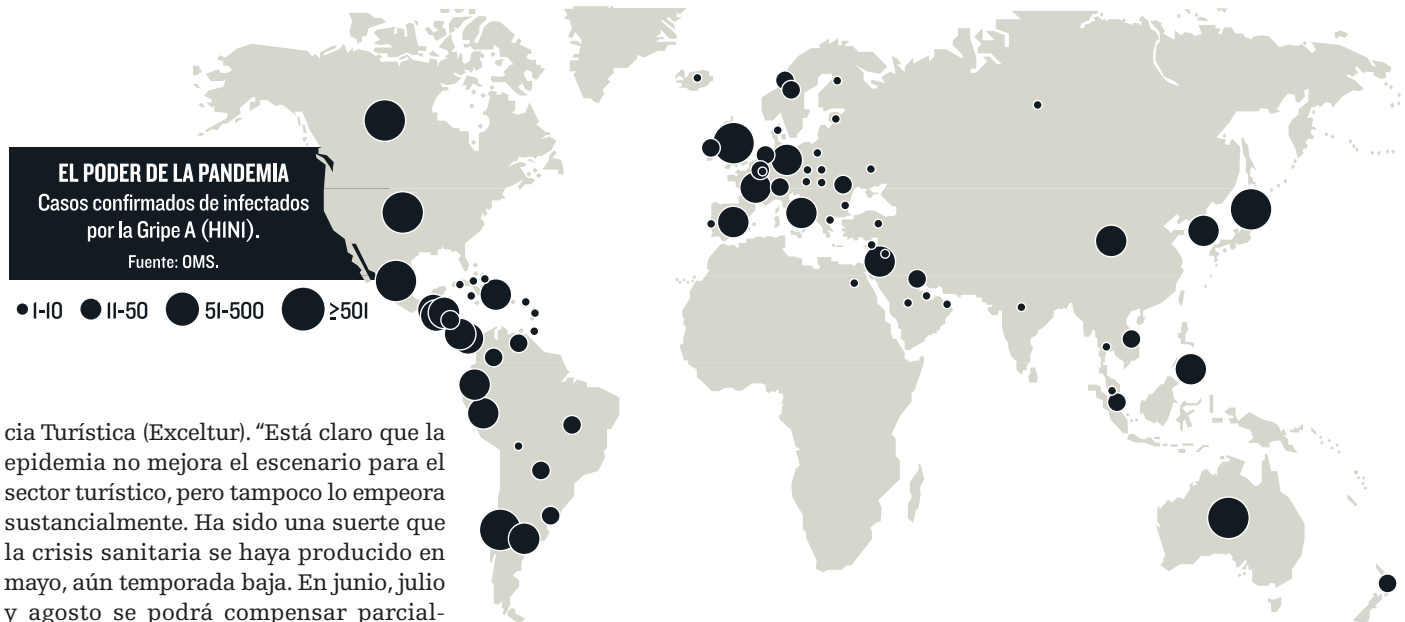 EL PODER DE LA PANDEMIA
Casos confirmados de infectados
por la Gripe A (HINI).
Fuente: OMS.
1-10 11-50 51-500 ≥501
cia Turística (Exceltur). “Está claro que la
epidemia no mejora el escenario para el
sector turístico, pero tampoco lo empeora
sustancialmente. Ha sido una suerte que
la crisis sanitaria se haya producido en
mayo, aún temporada baja. En junio, julio
y agosto se podrá compensar parcial-